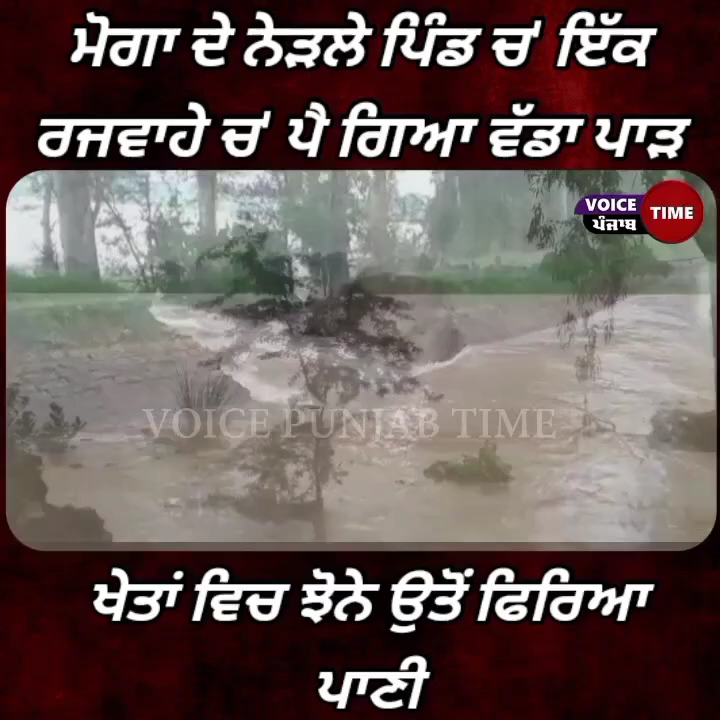 ਮੋਗਾ ਦੇ ਨੇੜਲੇ ਪਿੰਡ ਚ' ਇੱਕ
ਰਜਵਾਹੇ ਚ' ਪੈ ਗਿਆ ਵੱਡਾ ਪਾੜ
VOICE
ਪੰਜਾਬ
TIME
VOICE PUNJAB TIME
ਖੇਤਾਂ ਵਿਚ ਝੋਨੇ ਉਤੋਂ ਫਿਰਿਆ
ਪਾਣੀ